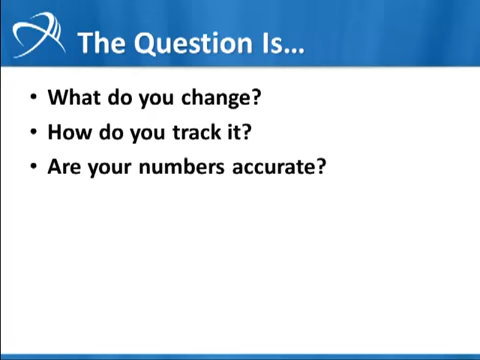 The Question Is…
• What do you change?
• How do you track it?
• Are your numbers accurate?